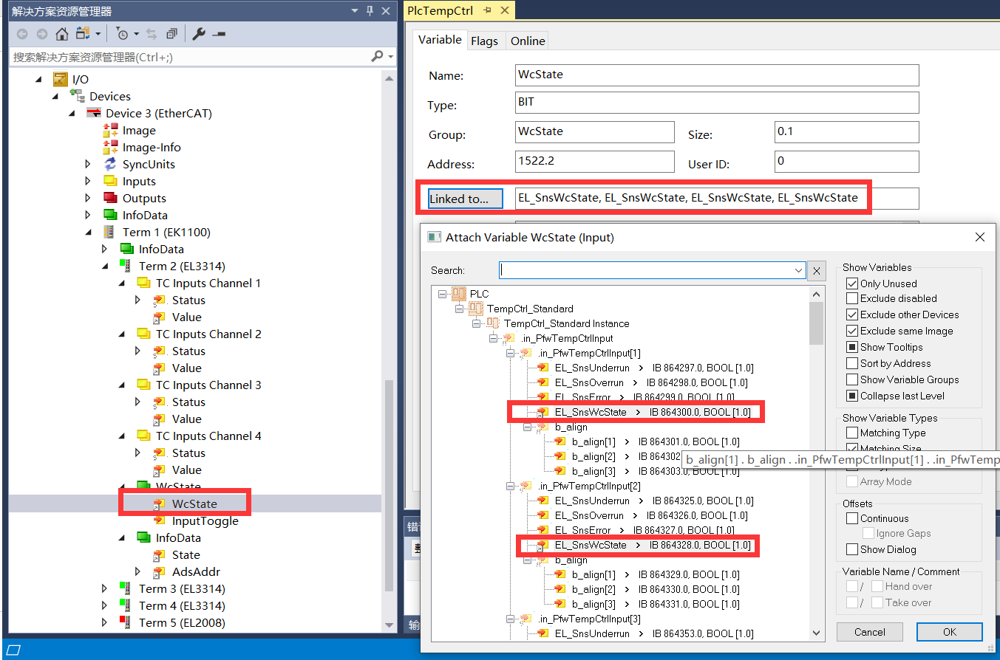 解决方案资源管理器
搜索解决方案资源管理器(Ctrl+;)
I/O
Devices
Device 3 (EtherCAT)
Image
Image-Info
SyncUnits
Inputs
Outputs
InfoData
Term 1 (EK1100)
InfoData
Term 2 (EL3314)
TC Inputs Channel 1
Status
Value
TC Inputs Channel 2
Status
Value
TC Inputs Channel 3
Status
Value
TC Inputs Channel 4
Status
Value
WcState
WcState
InputToggle
InfoData
State
AdsAddr
Term 3 (EL3314)
Term 4 (EL3314)
Term 5 (EL2008)
PlcTempCtrl
Variable Flags Online
Name: WcState
Type: BIT
Group: WcState Size: 0.1
Address: 1522.2 User ID: 0
Linked to... EL_SnsWcState, EL_SnsWcState, EL_SnsWcState, EL_SnsWcState
Attach Variable WcState (Input)
Search:
PLC
TempCtrl_Standard
TempCtrl_Standard Instance
.in_PfwTempCtrlInput
.in_PfwTempCtrlInput[1]
EL_SnsUnderrun > IB 864297.0, BOOL [1.0]
EL_SnsOverrun > IB 864298.0, BOOL [1.0]
EL_SnsError > IB 864299.0, BOOL [1.0]
EL_SnsWcState > IB 864300.0, BOOL [1.0]
b_align
b_align[1] > IB 864301.0, BOOL [1.0]
b_align[2] > IB 864302
b_align[3] > IB 864303.0, BOOL [1.0]
b_align[1] . b_align . .in_PfwTempCtrlInput[1] . .in_PfwTemp
.in_PfwTempCtrlInput[2]
EL_SnsUnderrun > IB 864325.0, BOOL [1.0]
EL_SnsOverrun > IB 864326.0, BOOL [1.0]
EL_SnsError > IB 864327.0, BOOL [1.0]
EL_SnsWcState > IB 864328.0, BOOL [1.0]
b_align
b_align[1] > IB 864329.0, BOOL [1.0]
b_align[2] > IB 864330.0, BOOL [1.0]
b_align[3] > IB 864331.0, BOOL [1.0]
.in_PfwTempCtrlInput[3]
EL_SnsUnderrun > IB 864353.0, BOOL [1.0]
Show Variables
Only Unused
Exclude disabled
Exclude other Devices
Exclude same Image
Show Tooltips
Sort by Address
Show Variable Groups
Collapse last Level
Show Variable Types
Matching Type
Matching Size
Array Mode
Offsets
Continuous
Ignore Gaps
Show Dialog
Variable Name / Comment
/ Hand over
/ Take over
Cancel OK
错
输